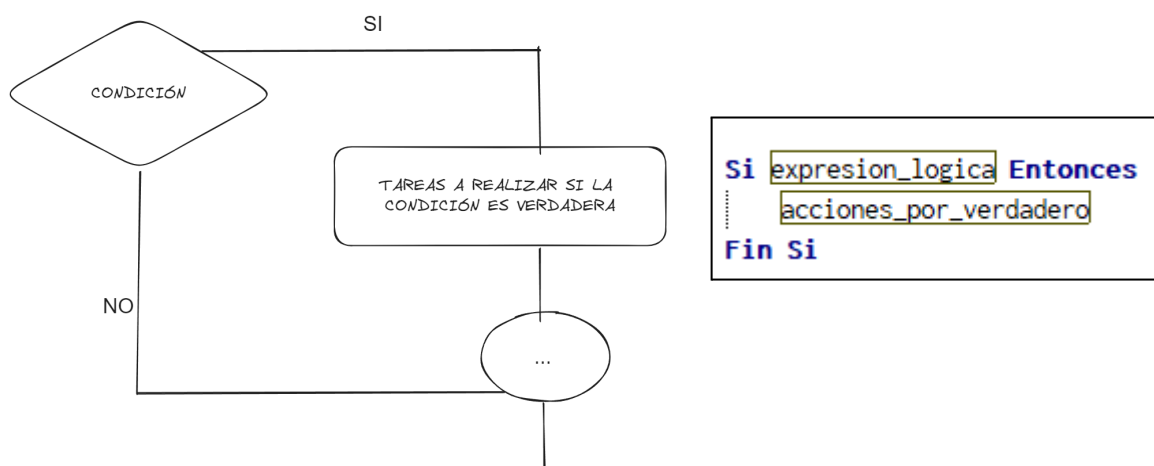 SI
CONDICIÓN
TAREAS A REALIZAR SI LA
CONDICIÓN ES VERDADERA
NO
...
Si expresion_logica Entonces
acciones_por_verdadero
Fin Si